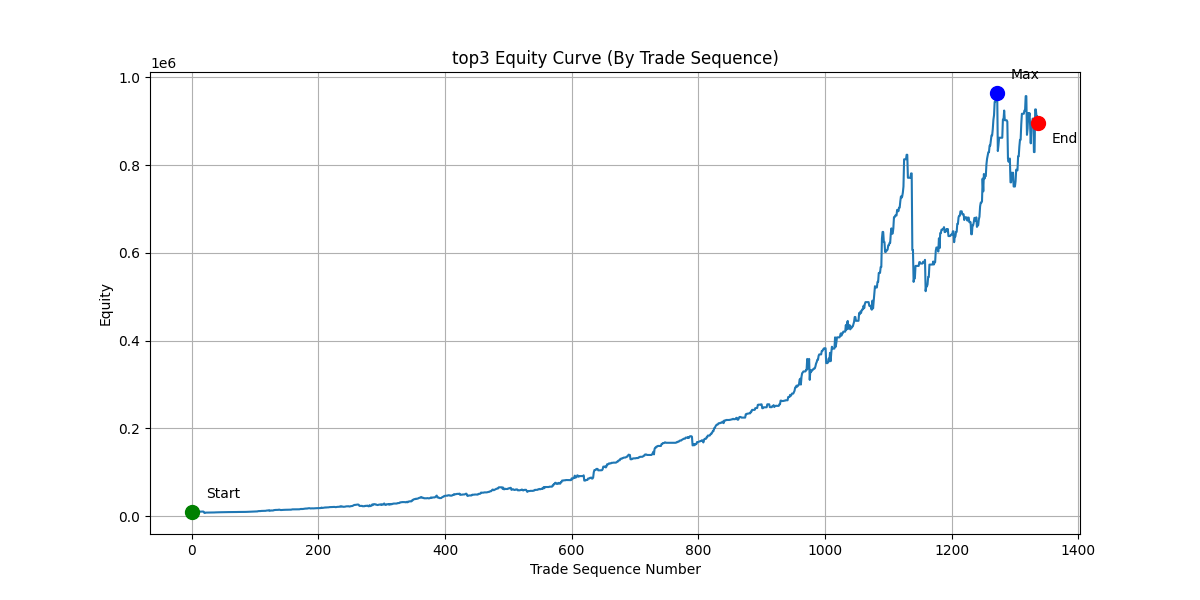 top3 Equity Curve (By Trade Sequence)
1e6
Max
1.0
End
0.8
0.6
Equity
0.4
0.2
Start
0.0
0 200 400 600 800 1000 1200 1400
Trade Sequence Number